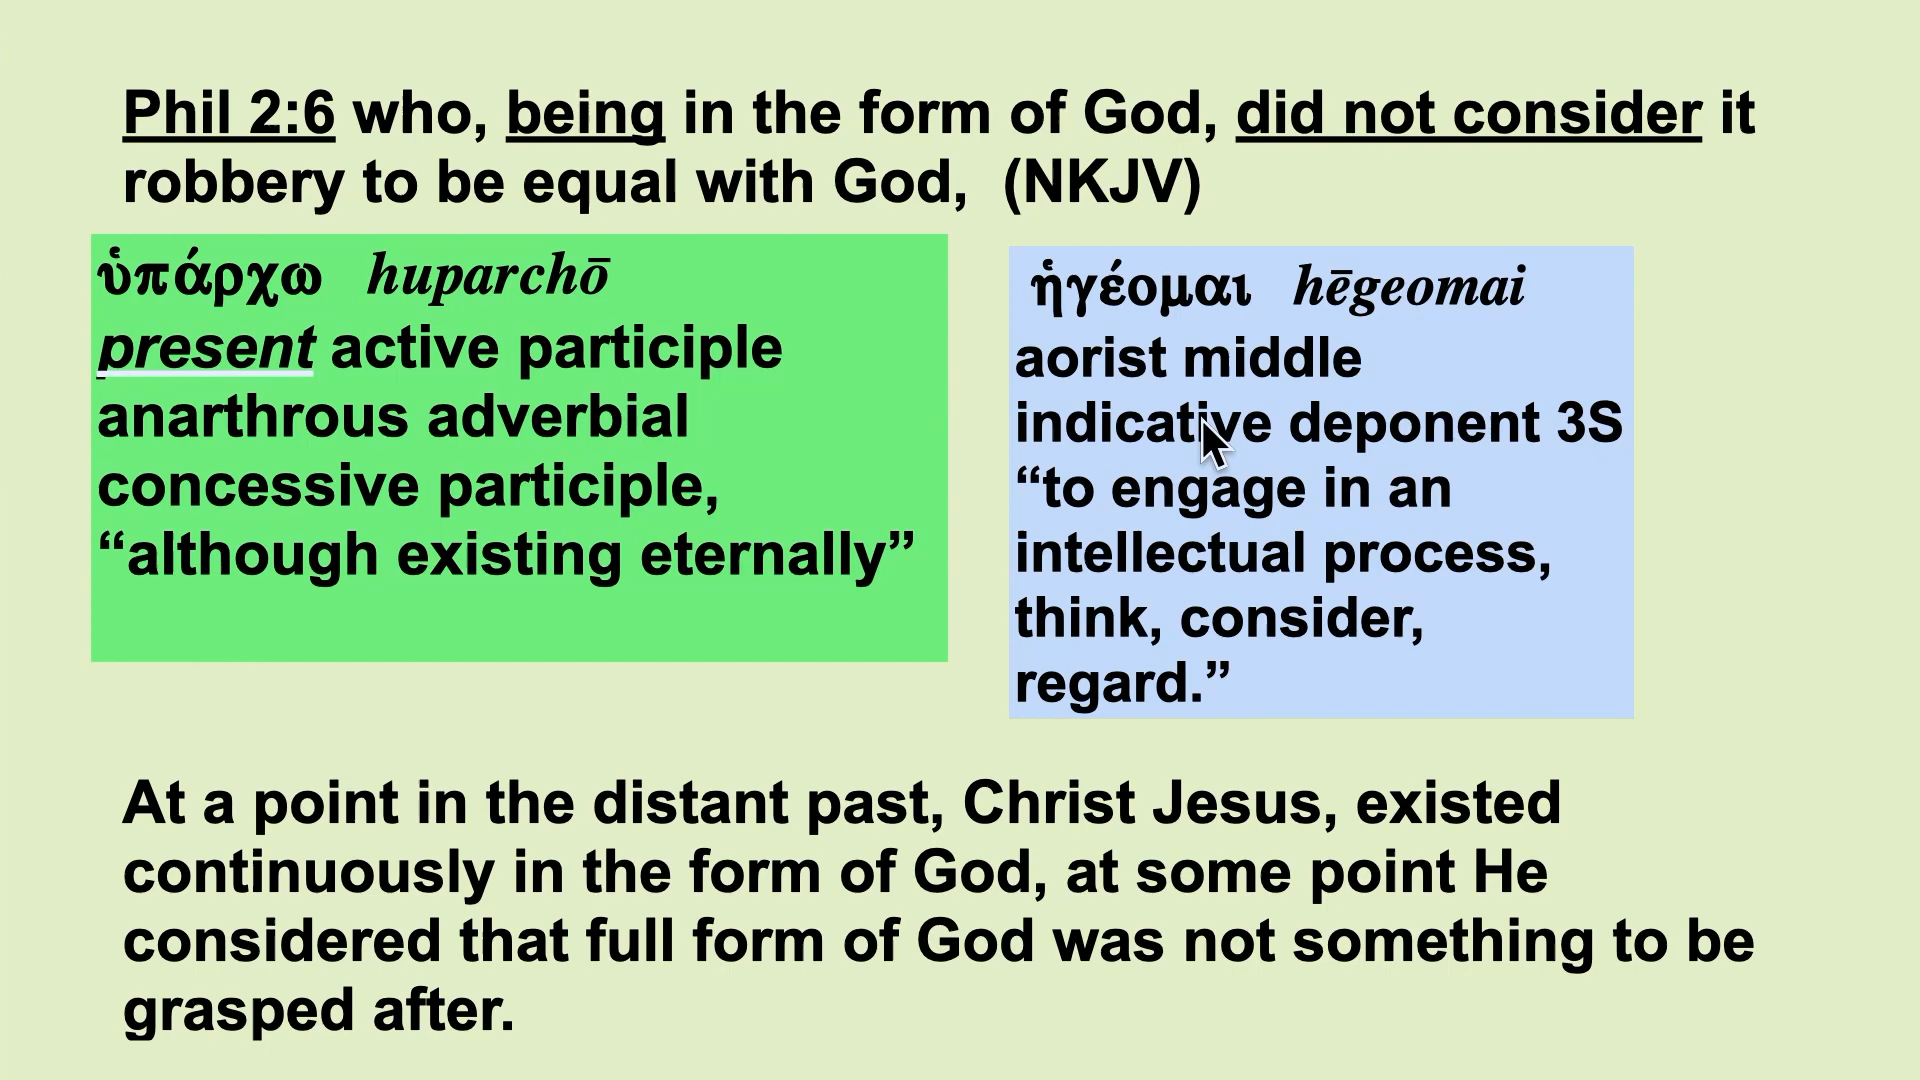 Phil 2:6 who, being in the form of God, did not consider it
robbery to be equal with God, (NKJV)
ὑπάρχω huparchō
present active participle
anarthrous adverbial
concessive participle,
“although existing eternally”
ἡγέομαι hēgeomai
aorist middle
indicative deponent 3S
“to engage in an
intellectual process,
think, consider,
regard.”
At a point in the distant past, Christ Jesus, existed
continuously in the form of God, at some point He
considered that full form of God was not something to be
grasped after.